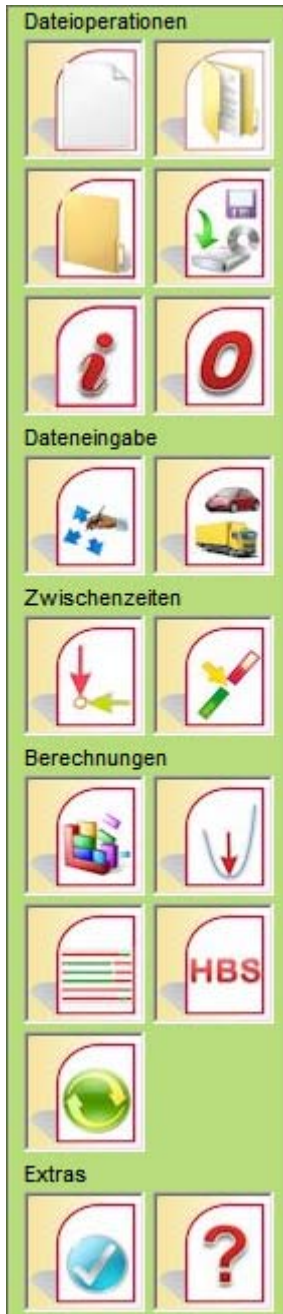 Dateioperationen
i
O
Dateneingabe
Zwischenzeiten
Berechnungen
HBS
Extras
?